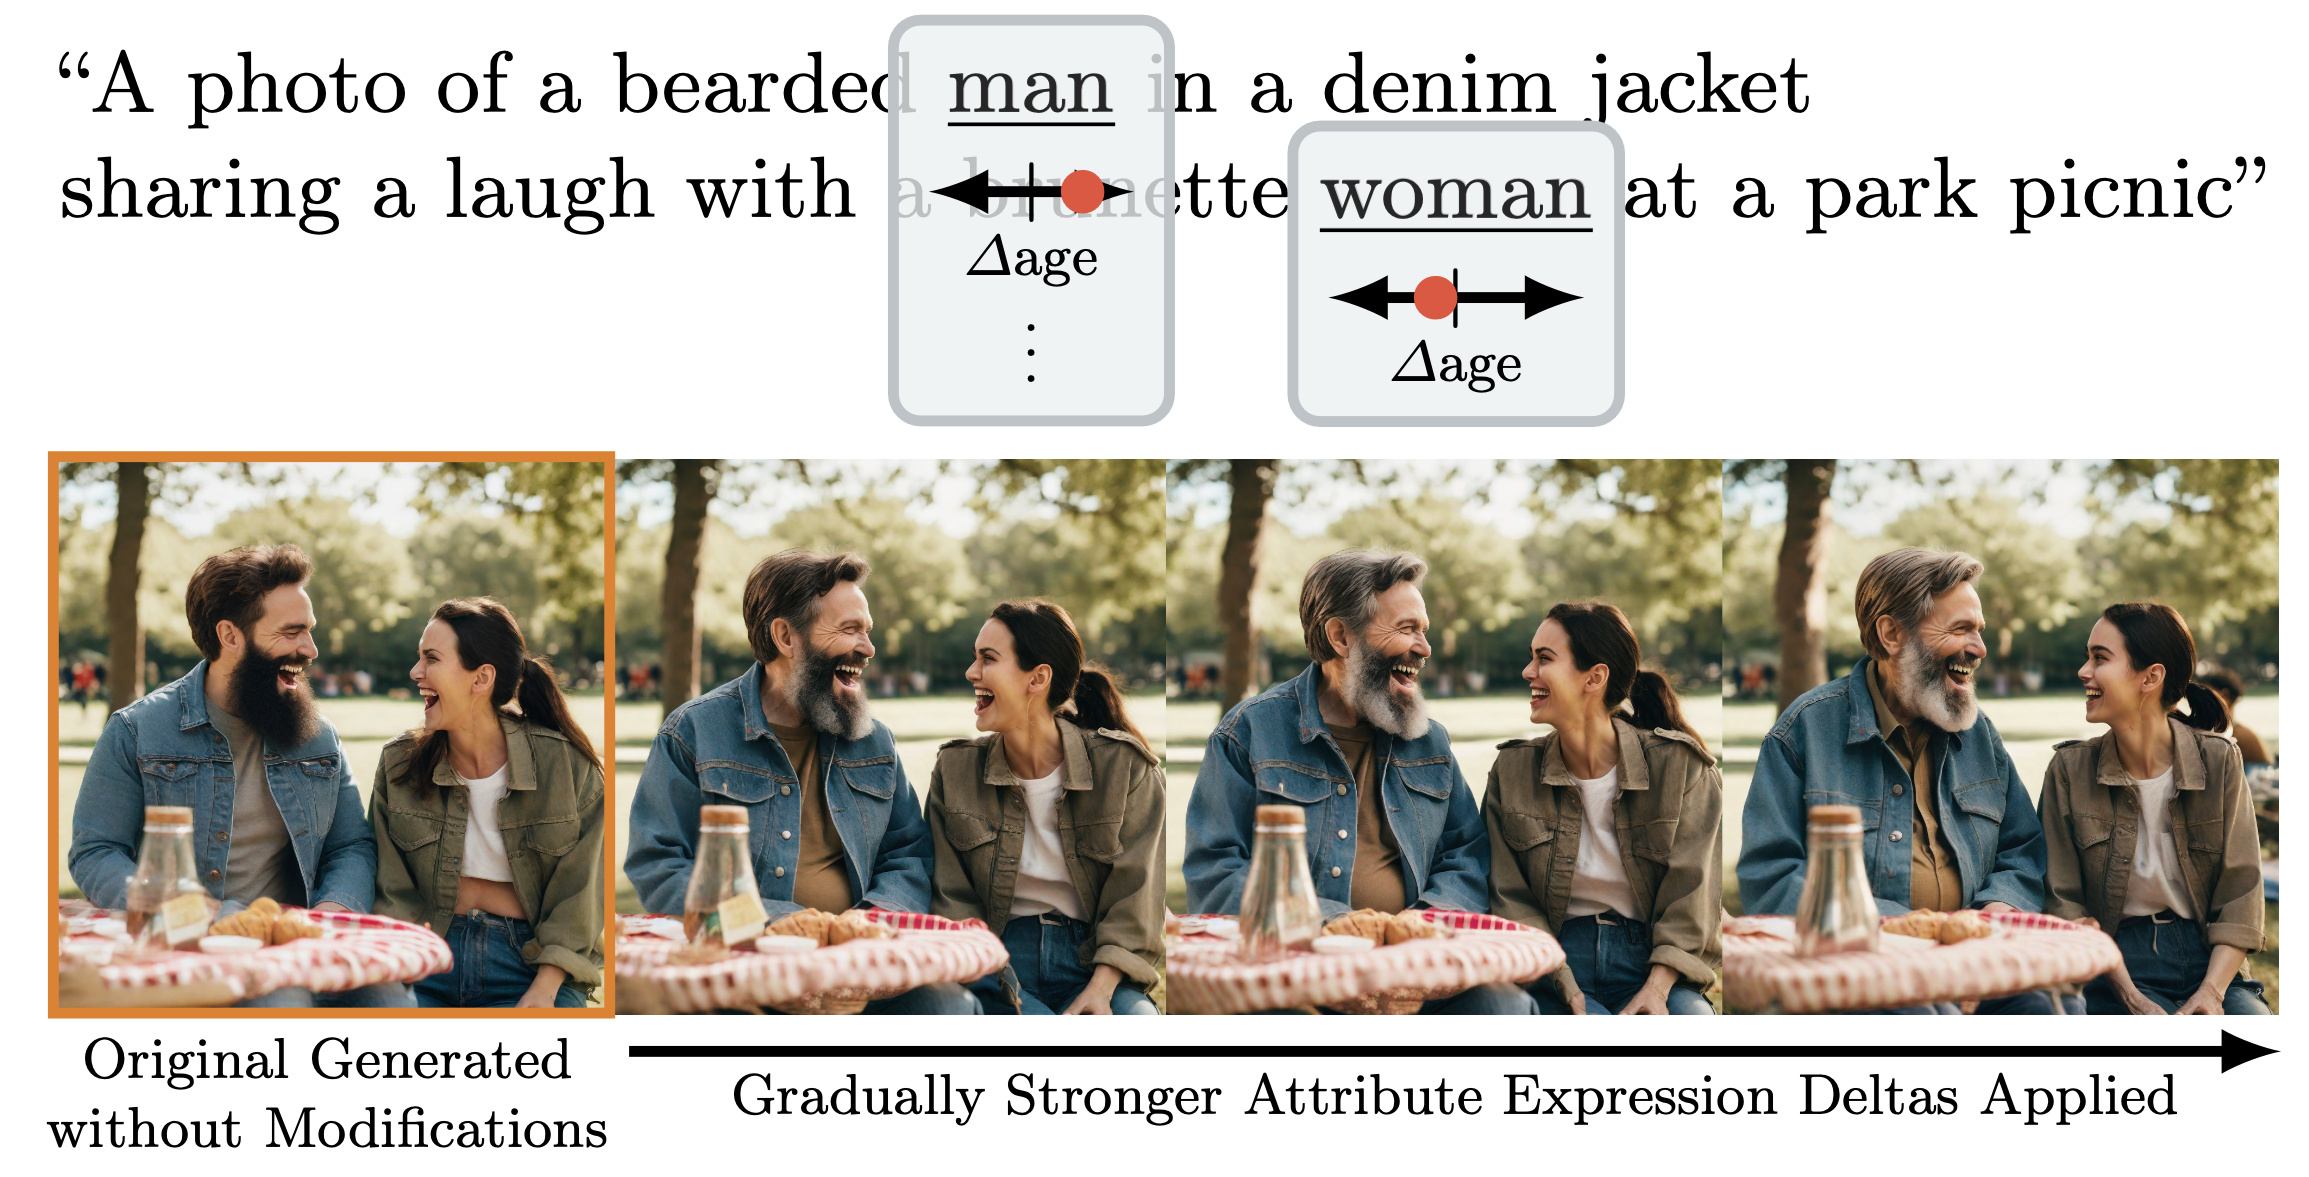 “A photo of a bearded man in a denim jacket
sharing a laugh with a brunette woman at a park picnic”
Δage
Δage
Original Generated
without Modifications
Gradually Stronger Attribute Expression Deltas Applied